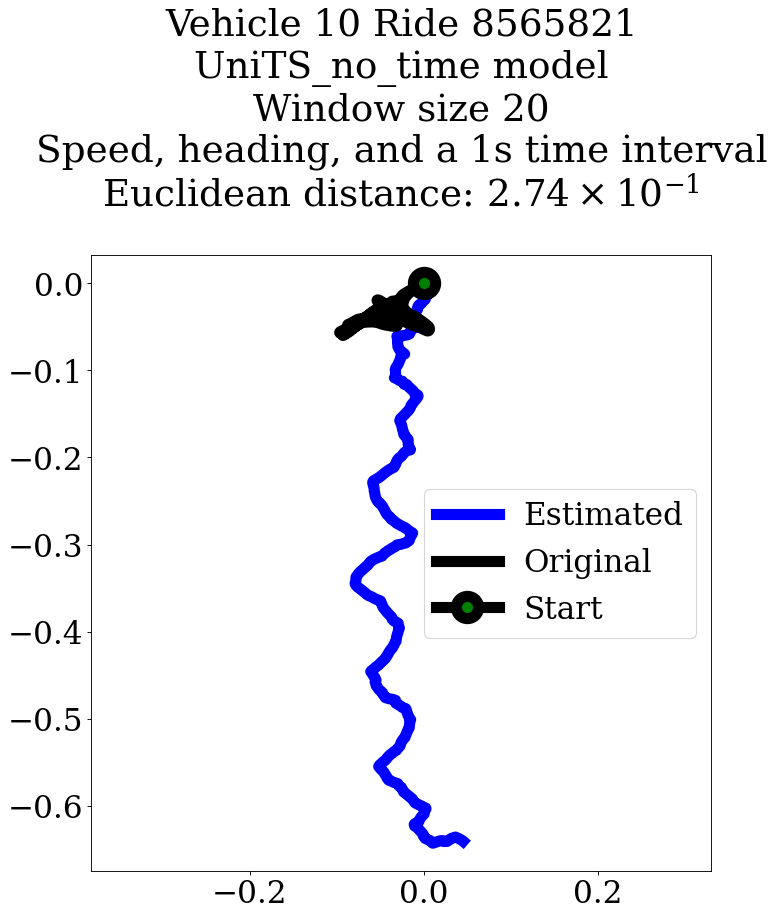 Vehicle 10 Ride 8565821
UniTS_no_time model
Window size 20
Speed, heading, and a 1s time interval
Euclidean distance: 2.74 × 10⁻¹
0.0
−0.1
−0.2
−0.3
−0.4
−0.5
−0.6
Estimated
Original
Start
−0.2 0.0 0.2